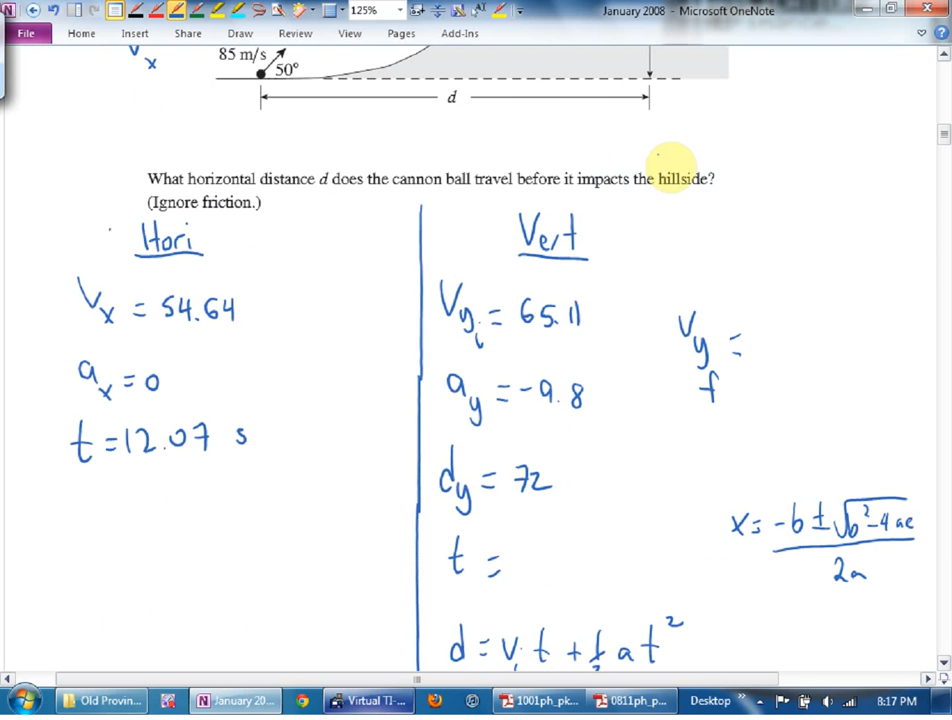 125%
January 2008 - Microsoft OneNote
File Home Insert Share Draw Review View Pages Add-Ins
v
x
85 m/s
50°
d
What horizontal distance d does the cannon ball travel before it impacts the hillside?
(Ignore friction.)
Hori
Vx = 54.64
ax = 0
t = 12.07 s
Vert
Vyi = 65.11
ay = -9.8
dy = 72
t =
d = vi t + 1/2 a t²
Vyf =
x = -b ± √b²-4ac
2a
Old Provin...
January 20...
Virtual TI-...
1001ph_pk...
0811ph_p...
Desktop
8:17 PM